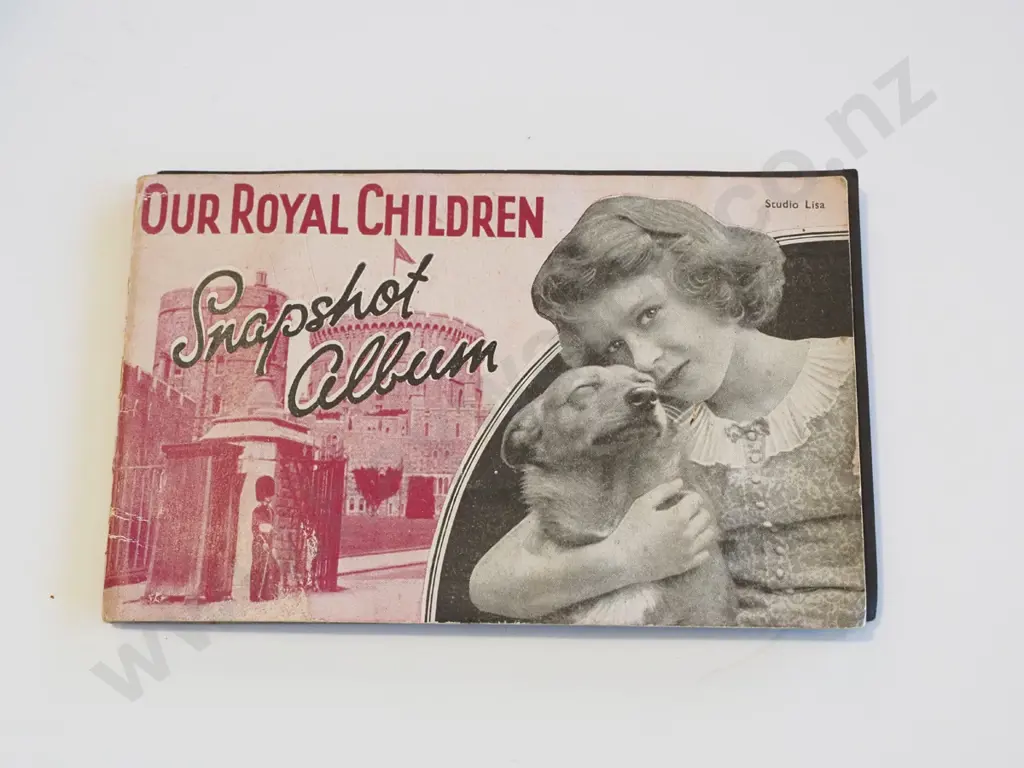 OUR ROYAL CHILDREN
Studio Lisa
Snapshot
Album